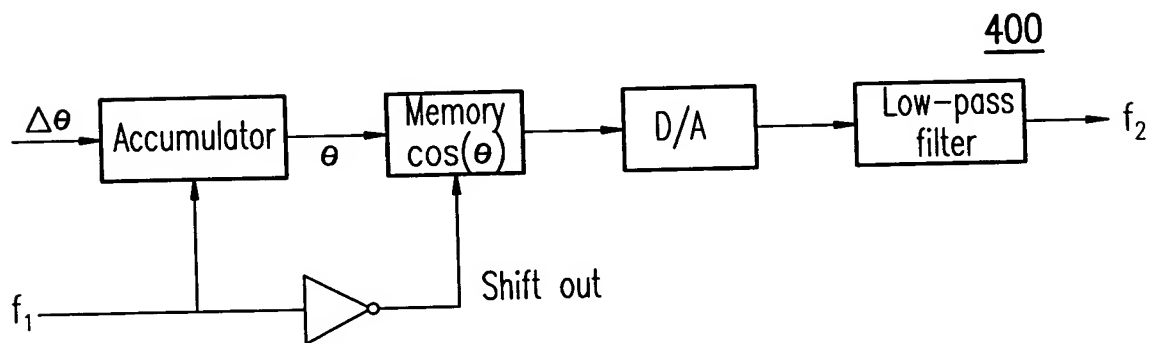 400
Δθ
Accumulator
θ
Memory
cos(θ)
D/A
Low-pass
filter
f₂
f₁
Shift out